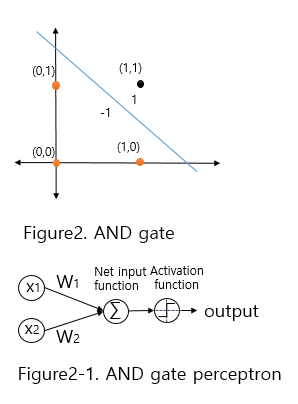 (0,1)
(1,1)
1
-1
(0,0)
(1,0)
Figure2. AND gate
Net input function
Activation function
X1
W1
Σ
output
X2
W2
Figure2-1. AND gate perceptron